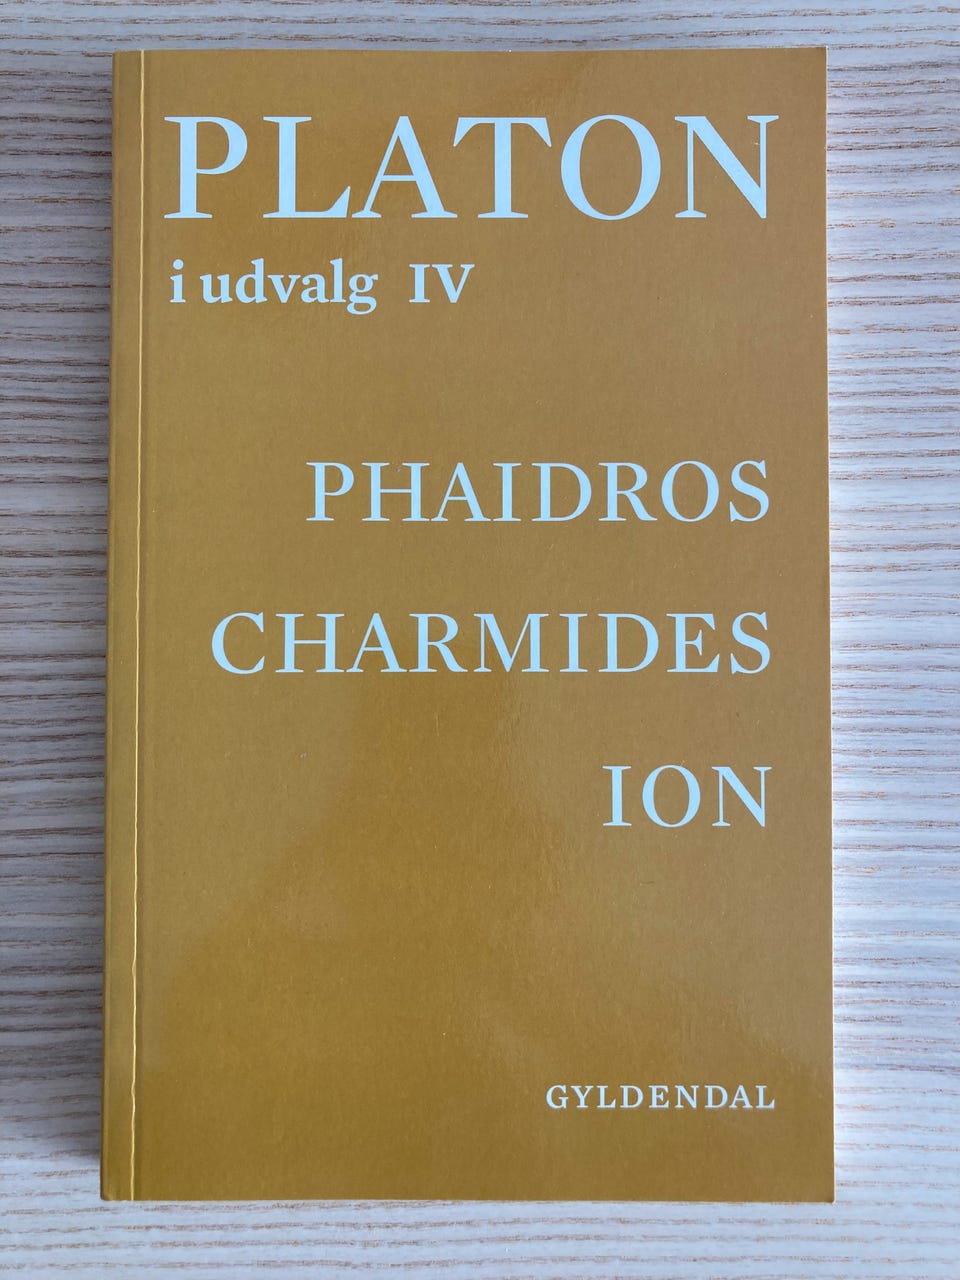 PLATON
i udvalg IV
PHAIDROS
CHARMIDES
ION
GYLDENDAL